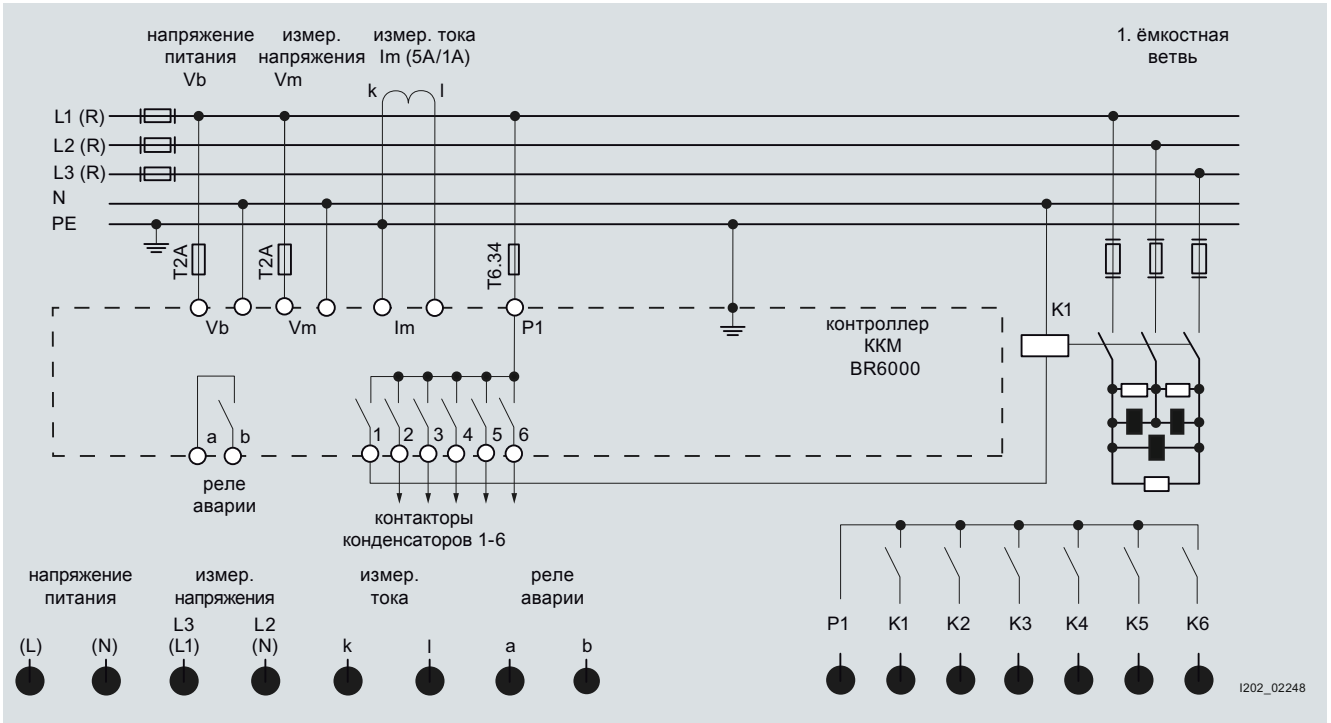 напряжение
питания
Vb
измер.
напряжения
Vm
измер. тока
Im (5A/1A)
k
l
1. ёмкостная
ветвь
L1 (R)
L2 (R)
L3 (R)
N
PE
T2A
T2A
T6.34
Vb
Vm
Im
P1
K1
контроллер
ККМ
BR6000
a
b
1
2
3
4
5
6
реле
аварии
контакторы
конденсаторов 1-6
напряжение
питания
измер.
напряжения
измер.
тока
реле
аварии
L3
L2
(L)
(N)
(L1)
(N)
k
l
a
b
P1
K1
K2
K3
K4
K5
K6
I202_02248